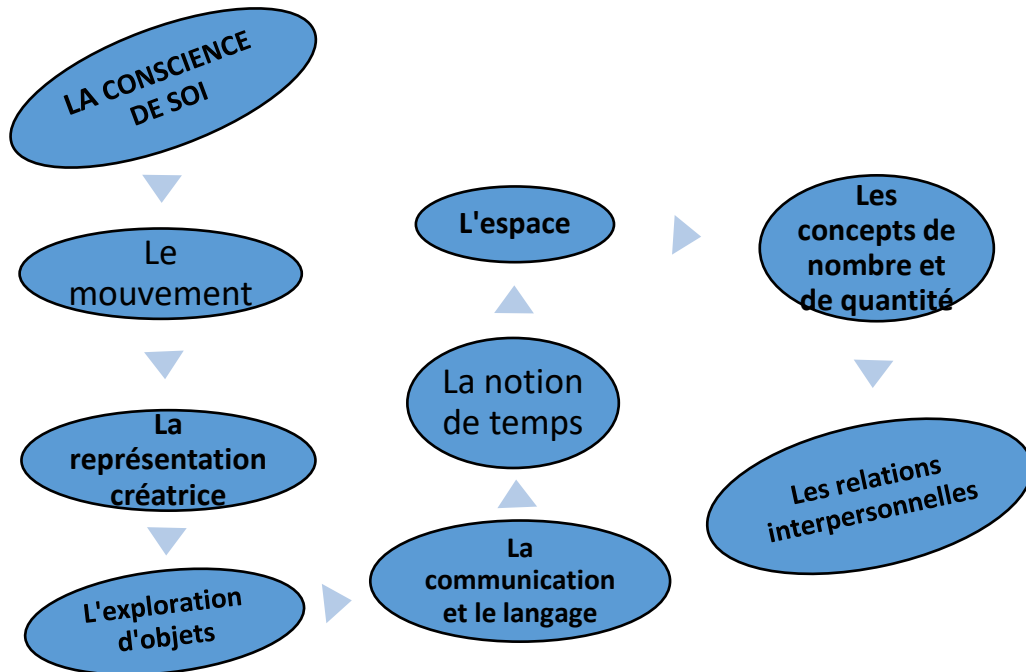 LA CONSCIENCE
DE SOI
Le
mouvement
La
représentation
créatrice
L'exploration
d'objets
La
communication
et le langage
La notion
de temps
L'espace
Les
concepts de
nombre et
de quantité
Les relations
interpersonnelles